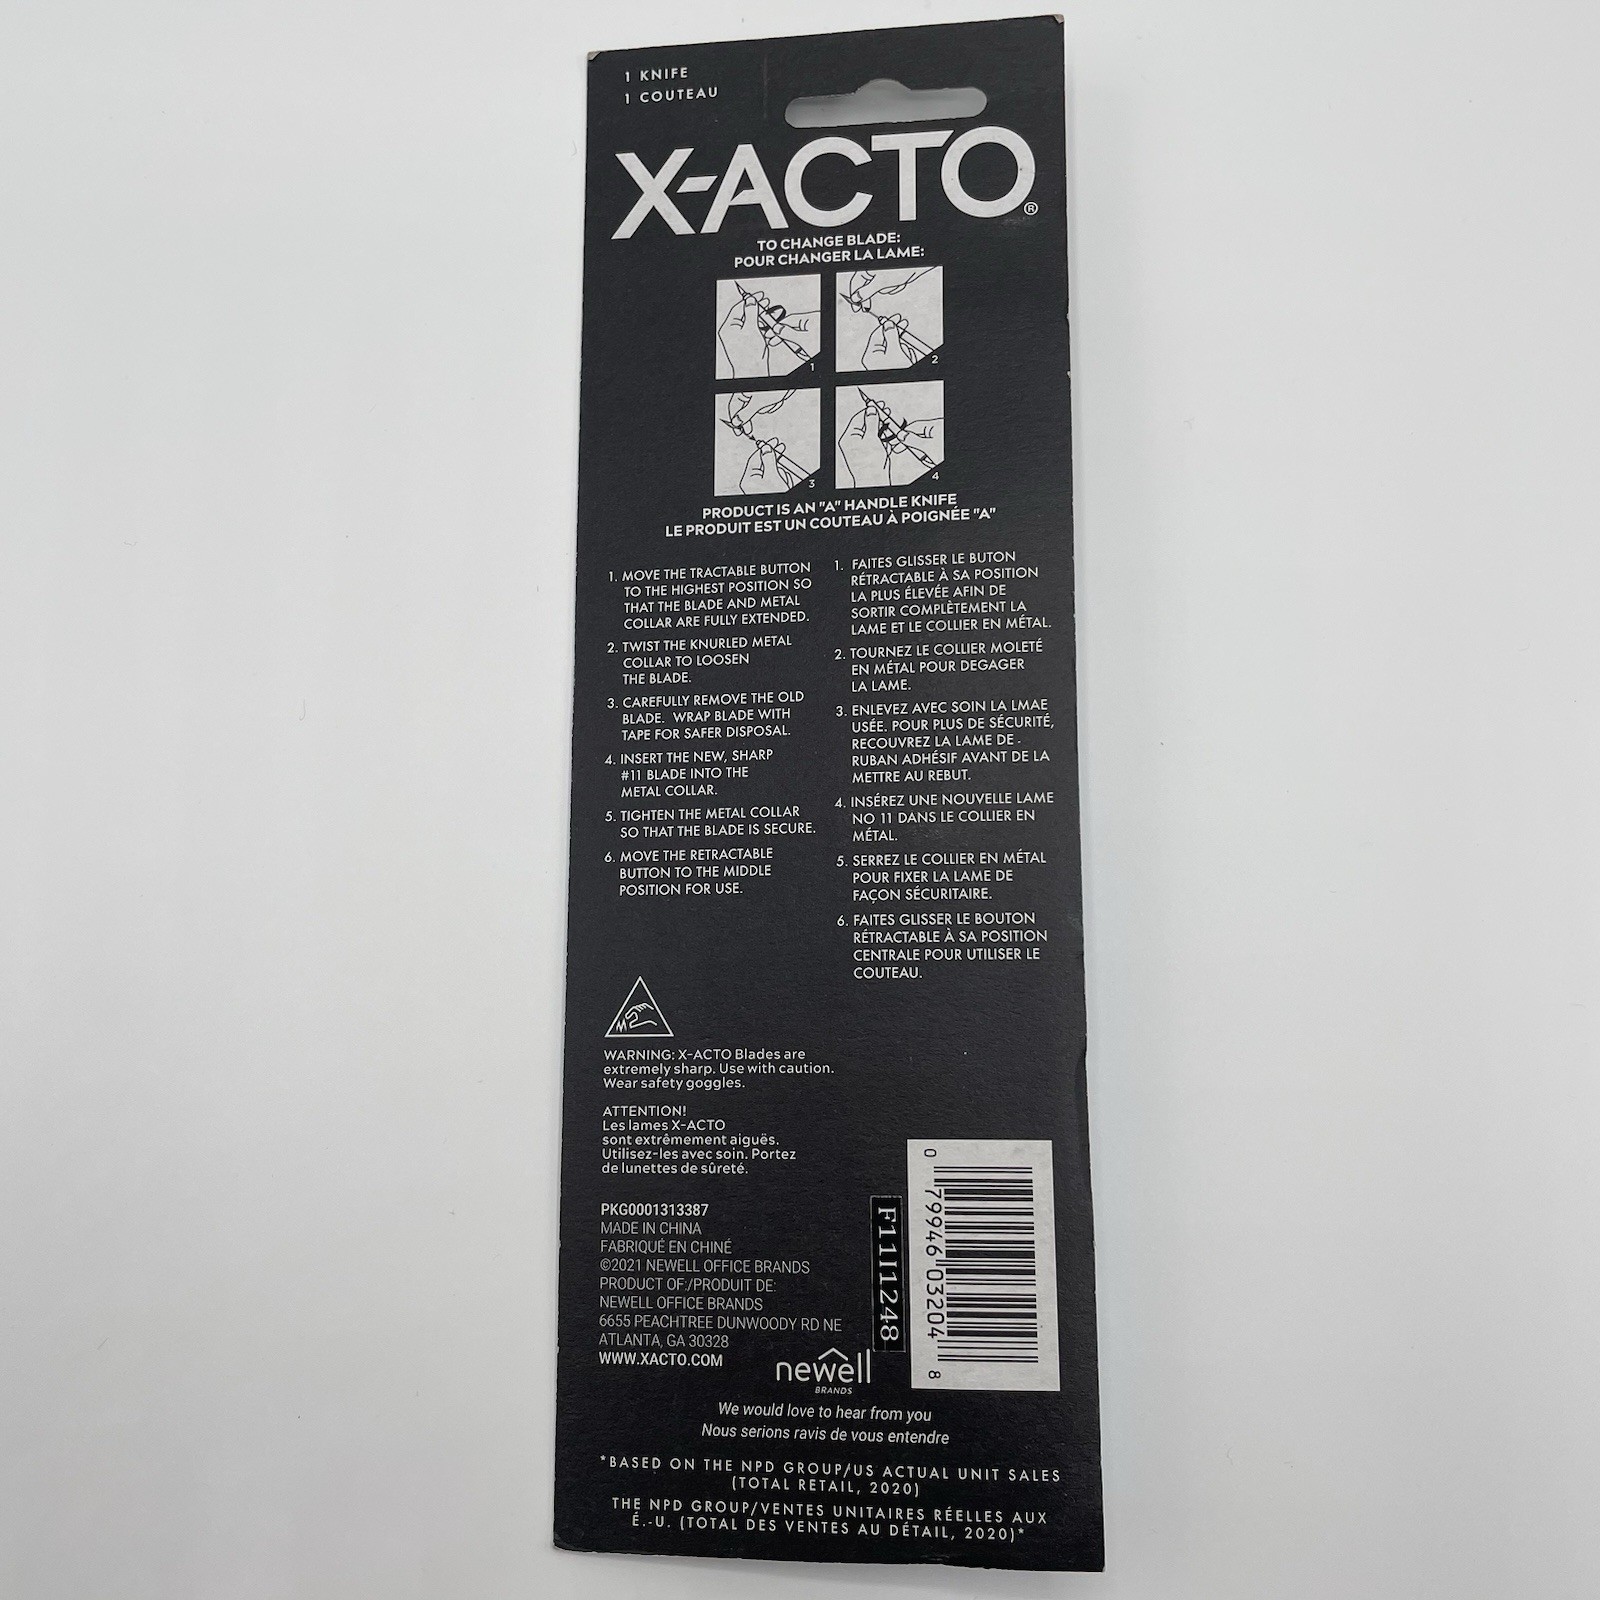 1 KNIFE
1 COUTEAU
X-ACTO®
TO CHANGE BLADE:
POUR CHANGER LA LAME:
1
2
3
4
PRODUCT IS AN "A" HANDLE KNIFE
LE PRODUIT EST UN COUTEAU À POIGNÉE "A"
1. MOVE THE TRACTABLE BUTTON
TO THE HIGHEST POSITION SO
THAT THE BLADE AND METAL
COLLAR ARE FULLY EXTENDED.
2. TWIST THE KNURLED METAL
COLLAR TO LOOSEN
THE BLADE.
3. CAREFULLY REMOVE THE OLD
BLADE. WRAP BLADE WITH
TAPE FOR SAFER DISPOSAL.
4. INSERT THE NEW, SHARP
#11 BLADE INTO THE
METAL COLLAR.
5. TIGHTEN THE METAL COLLAR
SO THAT THE BLADE IS SECURE.
6. MOVE THE RETRACTABLE
BUTTON TO THE MIDDLE
POSITION FOR USE.
1. FAITES GLISSER LE BUTON
RÉTRACTABLE À SA POSITION
LA PLUS ÉLEVÉE AFIN DE
SORTIR COMPLÈTEMENT LA
LAME ET LE COLLIER EN MÉTAL.
2. TOURNEZ LE COLLIER MOLETÉ
EN MÉTAL POUR DEGAGER
LA LAME.
3. ENLEVEZ AVEC SOIN LA LMAE
USÉE. POUR PLUS DE SÉCURITÉ,
RECOUVREZ LA LAME DE -
RUBAN ADHÉSIF AVANT DE LA
METTRE AU REBUT.
4. INSÉREZ UNE NOUVELLE LAME
NO 11 DANS LE COLLIER EN
MÉTAL.
5. SERREZ LE COLLIER EN MÉTAL
POUR FIXER LA LAME DE
FAÇON SÉCURITAIRE.
6. FAITES GLISSER LE BOUTON
RÉTRACTABLE À SA POSITION
CENTRALE POUR UTILISER LE
COUTEAU.
WARNING: X-ACTO Blades are
extremely sharp. Use with caution.
Wear safety goggles.
ATTENTION!
Les lames X-ACTO
sont extrêmement aiguës.
Utilisez-les avec soin. Portez
de lunettes de sûreté.
PKG0001313387
MADE IN CHINA
FABRIQUÉ EN CHINÉ
©2021 NEWELL OFFICE BRANDS
PRODUCT OF:/PRODUIT DE:
NEWELL OFFICE BRANDS
6655 PEACHTREE DUNWOODY RD NE
ATLANTA, GA 30328
WWW.XACTO.COM
F11I1248
0 79946 03204 8
newell
BRANDS
We would love to hear from you
Nous serions ravis de vous entendre
*BASED ON THE NPD GROUP/US ACTUAL UNIT SALES
(TOTAL RETAIL, 2020)
THE NPD GROUP/VENTES UNITAIRES RÉELLES AUX
É.-U. (TOTAL DES VENTES AU DÉTAIL, 2020)*